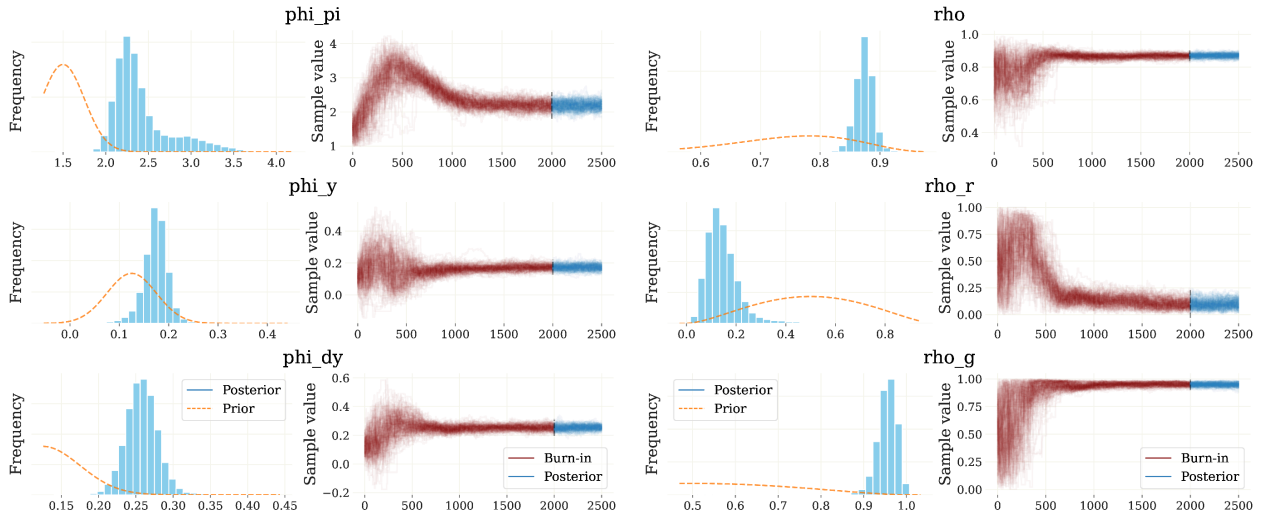 phi_pi
Frequency
1.5 2.0 2.5 3.0 3.5 4.0
Sample value
4
3
2
1
0 500 1000 1500 2000 2500
rho
Frequency
0.6 0.7 0.8 0.9
Sample value
1.0
0.8
0.6
0.4
0 500 1000 1500 2000 2500
phi_y
Frequency
0.0 0.1 0.2 0.3 0.4
Sample value
0.4
0.2
0.0
0 500 1000 1500 2000 2500
rho_r
Frequency
0.0 0.2 0.4 0.6 0.8
Sample value
1.00
0.75
0.50
0.25
0.00
0 500 1000 1500 2000 2500
phi_dy
Frequency
Posterior
Prior
0.15 0.20 0.25 0.30 0.35 0.40 0.45
Sample value
0.6
0.4
0.2
0.0
−0.2
Burn-in
Posterior
0 500 1000 1500 2000 2500
rho_g
Frequency
Posterior
Prior
0.5 0.6 0.7 0.8 0.9 1.0
Sample value
1.00
0.75
0.50
0.25
0.00
Burn-in
Posterior
0 500 1000 1500 2000 2500